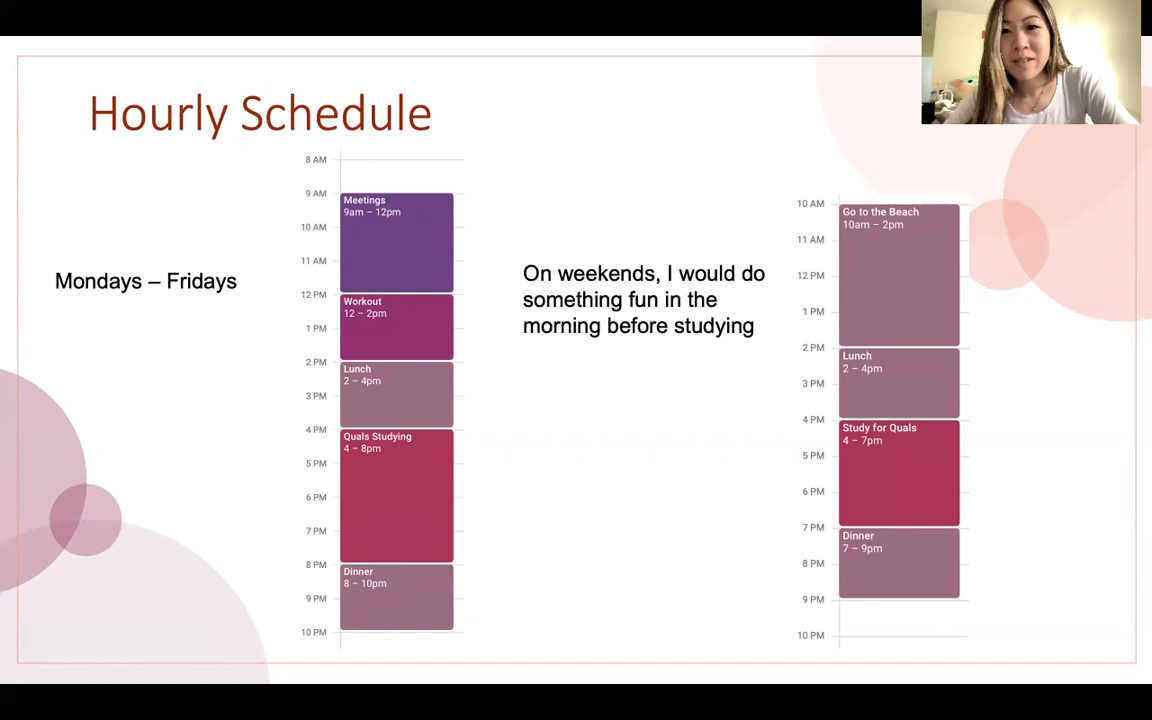 Hourly Schedule
Mondays – Fridays
8 AM
9 AM
Meetings
9am – 12pm
10 AM
11 AM
12 PM
Workout
12 – 2pm
1 PM
2 PM
Lunch
2 – 4pm
3 PM
4 PM
Quals Studying
4 – 8pm
5 PM
6 PM
7 PM
8 PM
Dinner
8 – 10pm
9 PM
10 PM
On weekends, I would do
something fun in the
morning before studying
10 AM
Go to the Beach
10am – 2pm
11 AM
12 PM
1 PM
2 PM
Lunch
2 – 4pm
3 PM
4 PM
Study for Quals
4 – 7pm
5 PM
6 PM
7 PM
Dinner
7 – 9pm
8 PM
9 PM
10 PM